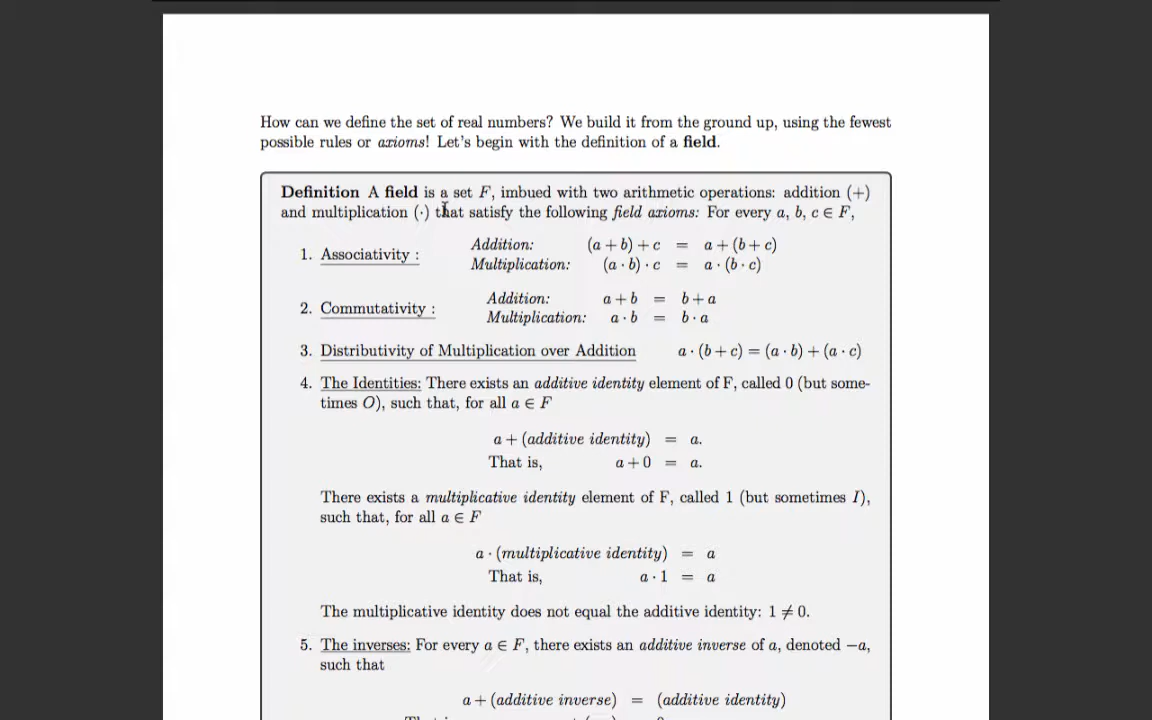 How can we define the set of real numbers? We build it from the ground up, using the fewest
possible rules or axioms! Let's begin with the definition of a field.
Definition A field is a set F, imbued with two arithmetic operations: addition (+)
and multiplication (·) that satisfy the following field axioms: For every a, b, c ∈ F,
1. Associativity : Addition: (a + b) + c = a + (b + c)
Multiplication: (a · b) · c = a · (b · c)
2. Commutativity : Addition: a + b = b + a
Multiplication: a · b = b · a
3. Distributivity of Multiplication over Addition a · (b + c) = (a · b) + (a · c)
4. The Identities: There exists an additive identity element of F, called 0 (but some-
times O), such that, for all a ∈ F
a + (additive identity) = a.
That is, a + 0 = a.
There exists a multiplicative identity element of F, called 1 (but sometimes I),
such that, for all a ∈ F
a · (multiplicative identity) = a
That is, a · 1 = a
The multiplicative identity does not equal the additive identity: 1 ≠ 0.
5. The inverses: For every a ∈ F, there exists an additive inverse of a, denoted −a,
such that
a + (additive inverse) = (additive identity)